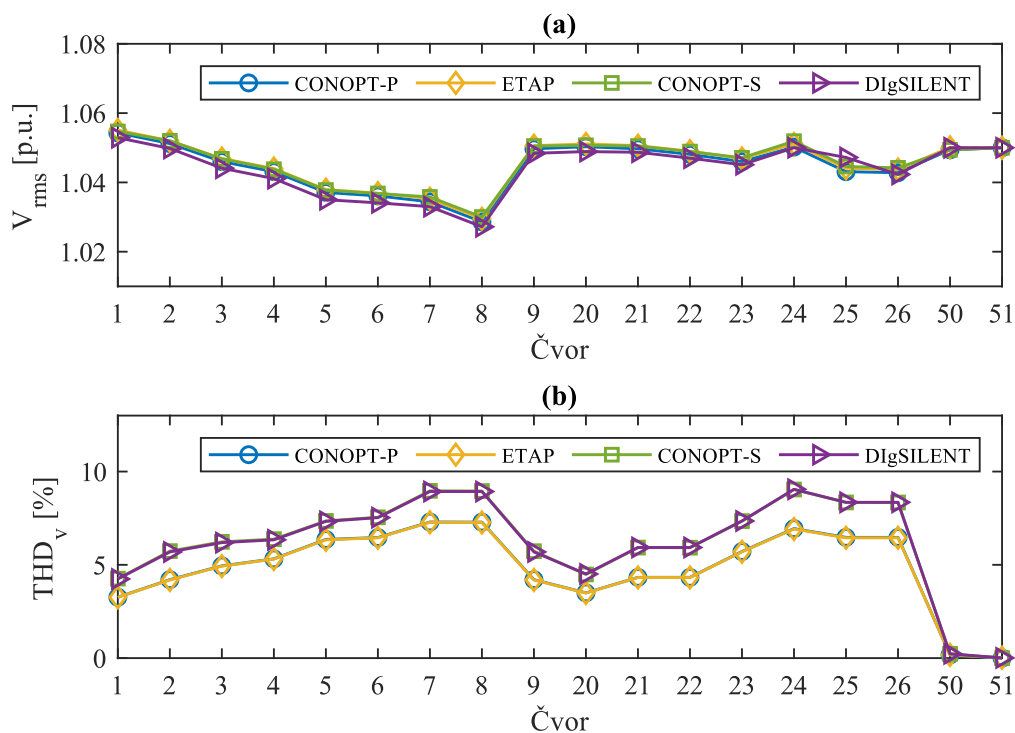 (a)
1.08
1.06
1.04
1.02
V_rms [p.u.]
CONOPT-P ETAP CONOPT-S DIgSILENT
1 2 3 4 5 6 7 8 9 20 21 22 23 24 25 26 50 51
Čvor
(b)
10
5
0
THD_v [%]
CONOPT-P ETAP CONOPT-S DIgSILENT
1 2 3 4 5 6 7 8 9 20 21 22 23 24 25 26 50 51
Čvor